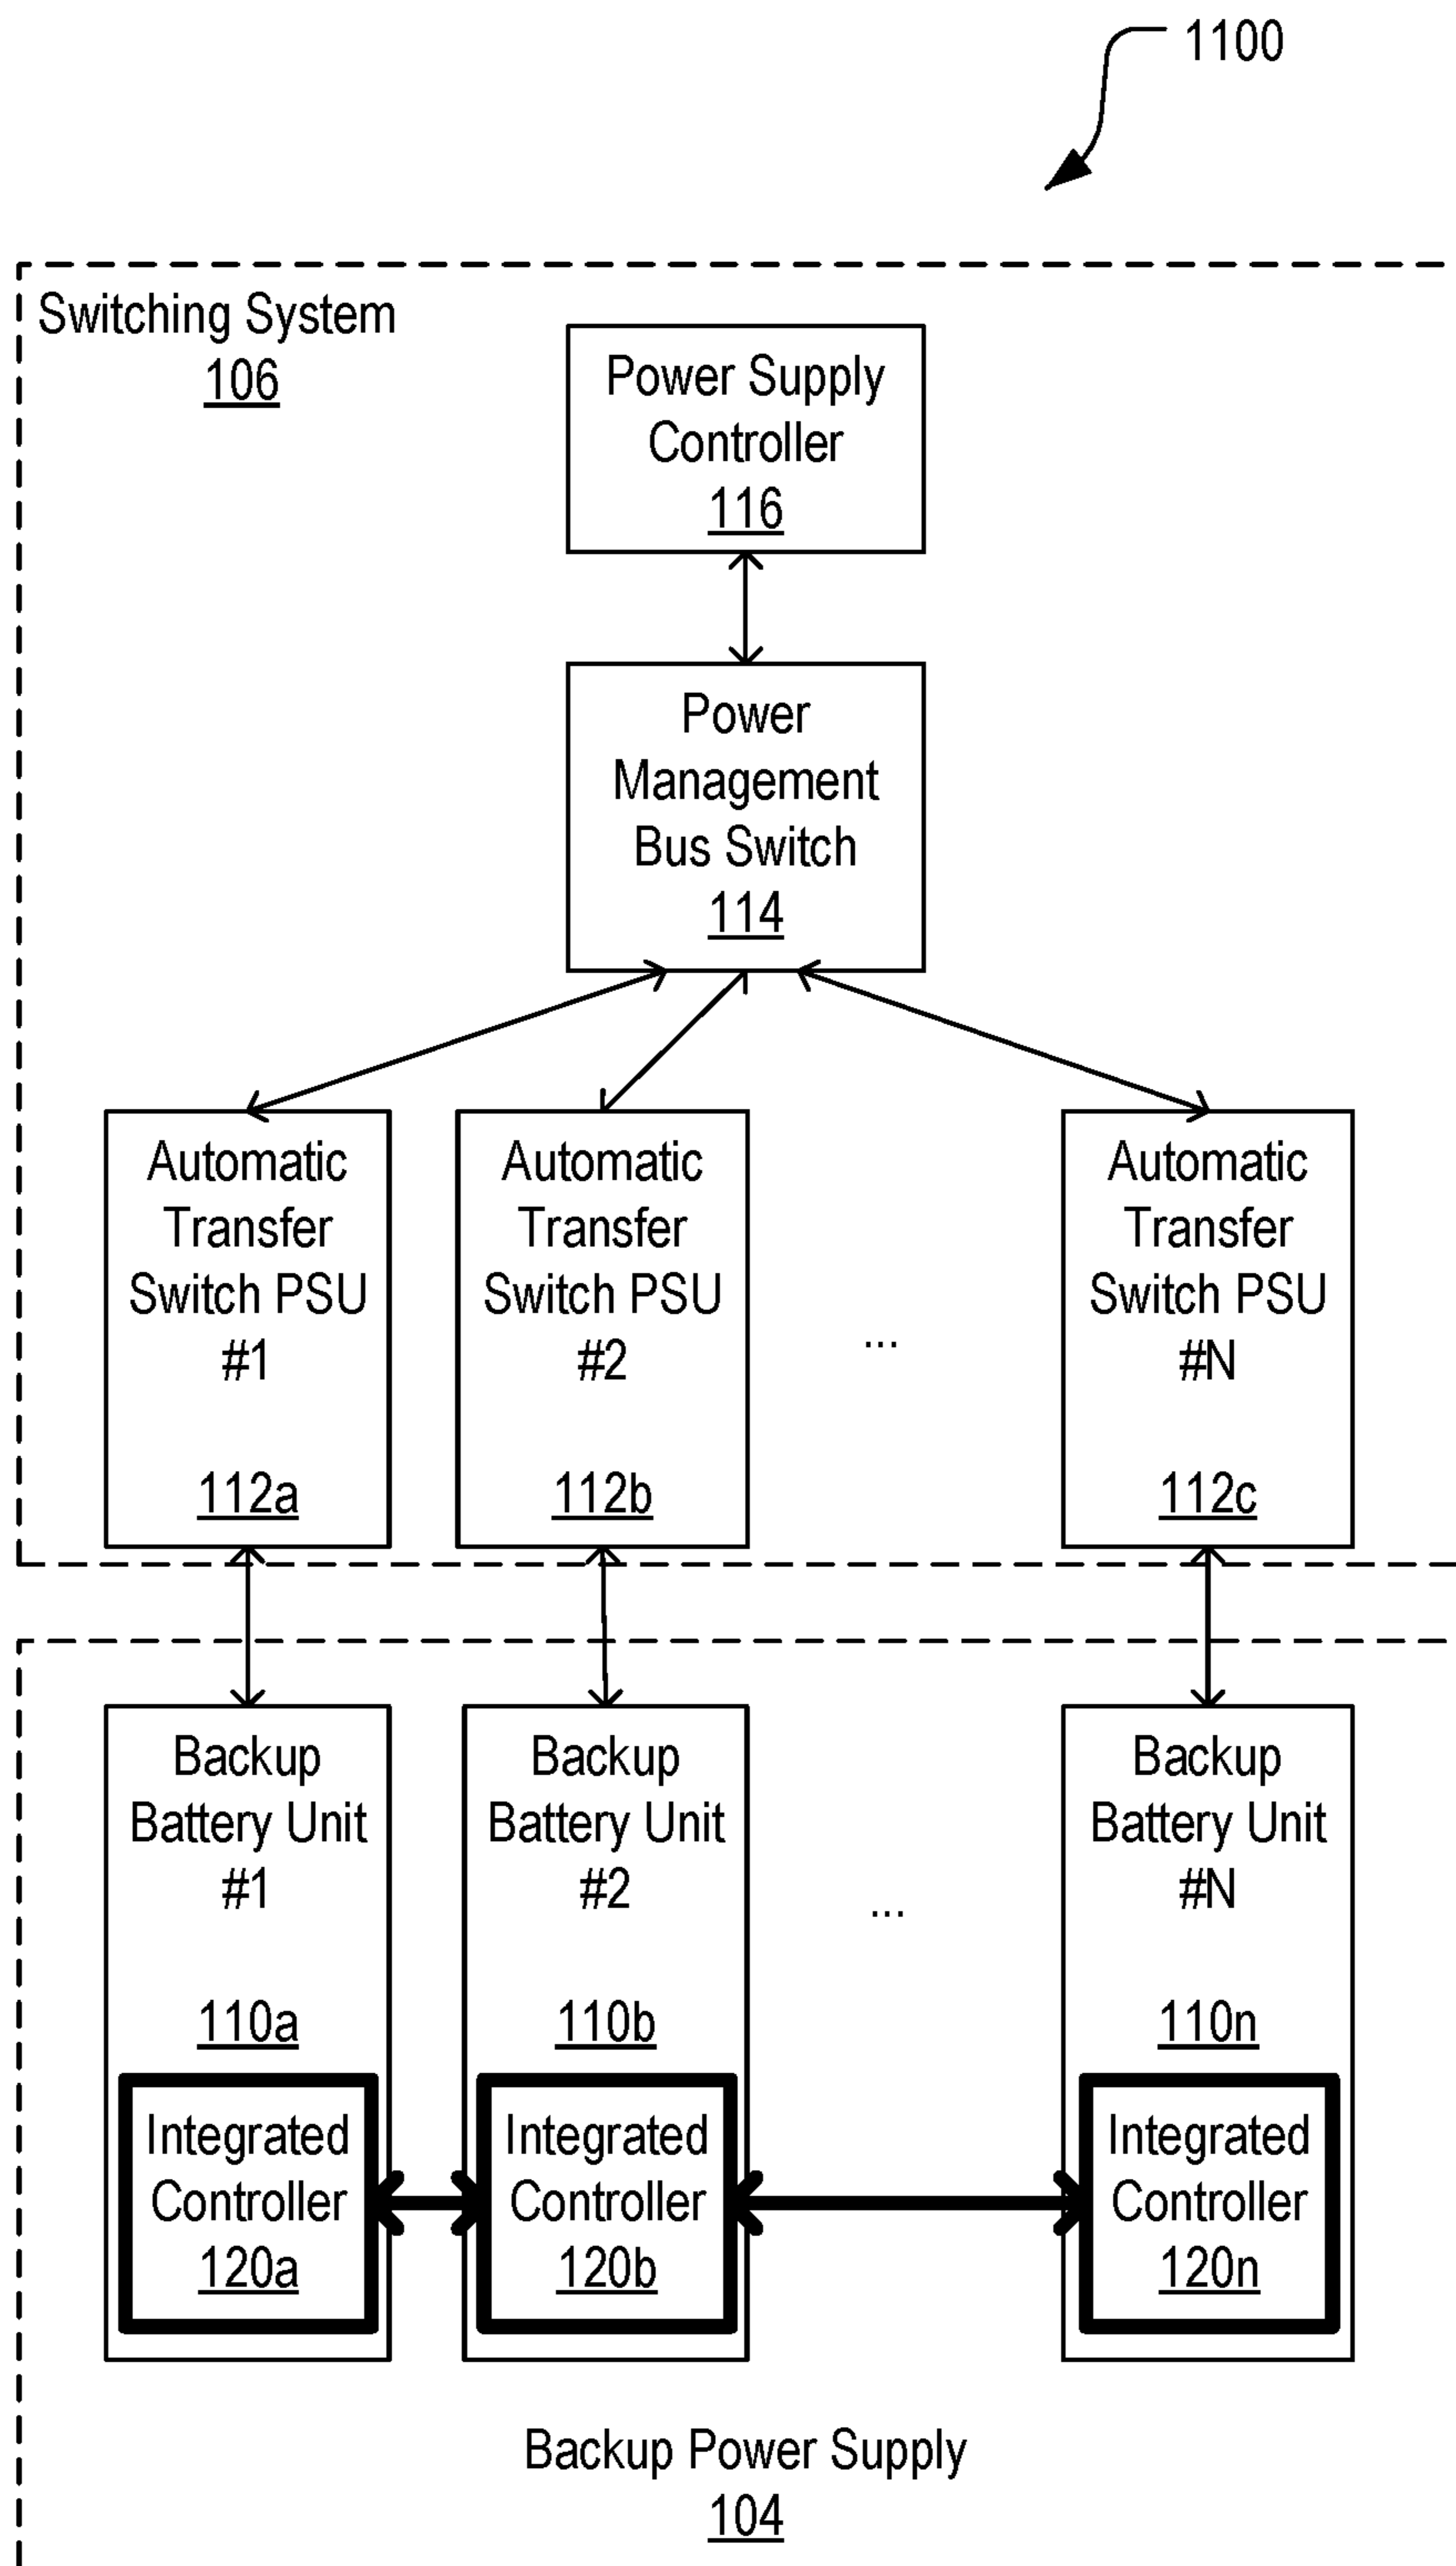 1100
Switching System
106
Power Supply
Controller
116
Power
Management
Bus Switch
114
Automatic
Transfer
Switch PSU
#1
112a
Automatic
Transfer
Switch PSU
#2
112b
...
Automatic
Transfer
Switch PSU
#N
112c
Backup
Battery Unit
#1
110a
Integrated
Controller
120a
Backup
Battery Unit
#2
110b
Integrated
Controller
120b
...
Backup
Battery Unit
#N
110n
Integrated
Controller
120n
Backup Power Supply
104